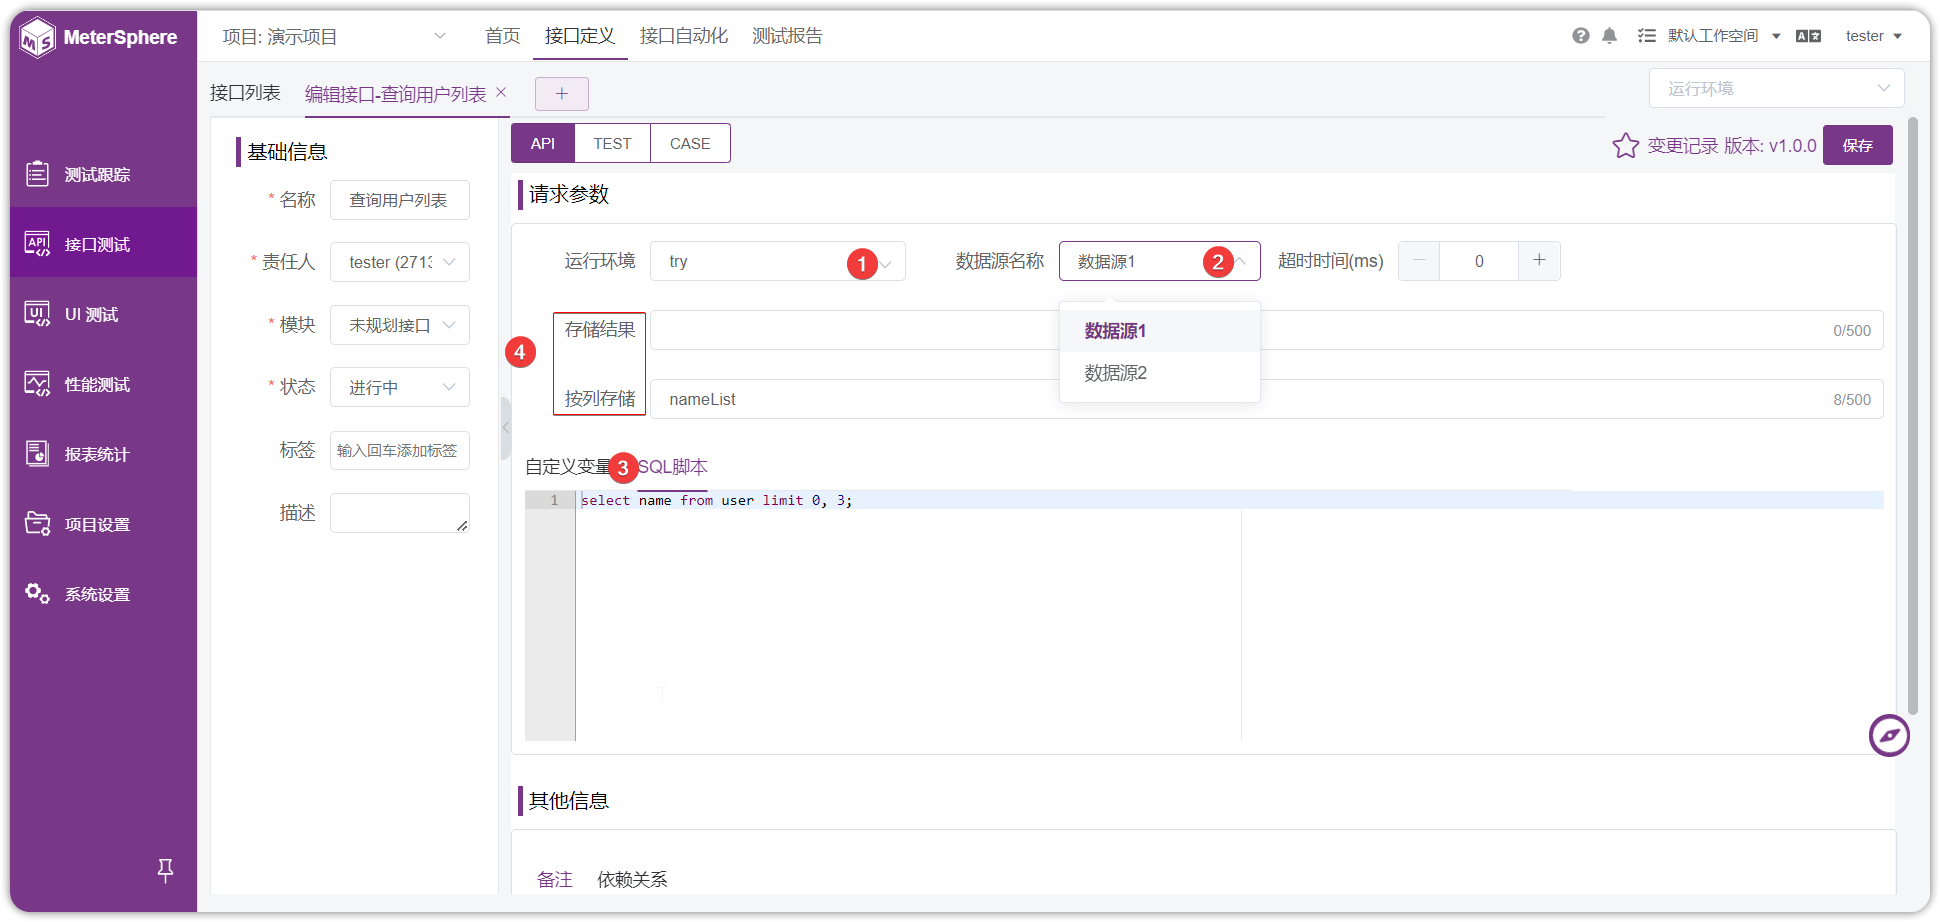 MeterSphere
项目: 演示项目
首页
接口定义
接口自动化
测试报告
默认工作空间
tester
接口列表
编辑接口-查询用户列表
运行环境
测试跟踪
接口测试
UI 测试
性能测试
报表统计
项目设置
系统设置
基础信息
* 名称
查询用户列表
* 责任人
tester (271
* 模块
未规划接口
* 状态
进行中
标签
输入回车添加标签
描述
API
TEST
CASE
变更记录 版本: v1.0.0
保存
请求参数
运行环境
try
1
数据源名称
数据源1
2
超时时间(ms)
0
数据源1
数据源2
4
存储结果
0/500
按列存储
nameList
8/500
自定义变量
3
SQL脚本
1
select name from user limit 0, 3;
其他信息
备注
依赖关系